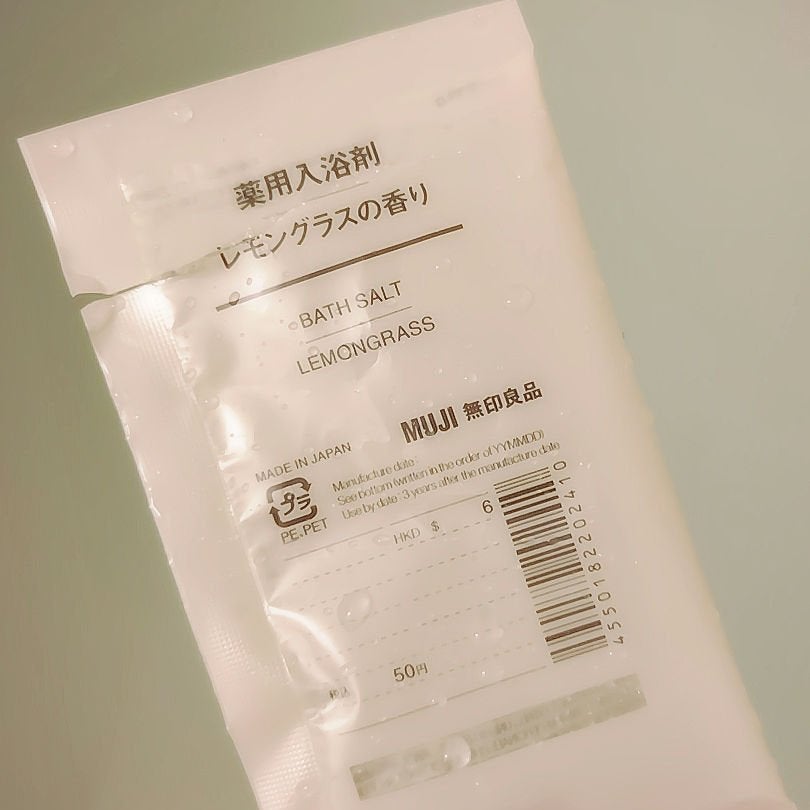 薬用入浴剤
レモングラスの香り
BATH SALT
LEMONGRASS
MUJI 無印良品
MADE IN JAPAN
プラ
PE.PET
Manufacture date :
See bottom (written in the order of YYMMDD)
Use by date : 3 years after the manufacture date
HKD $ 6
税込 50円
4550182202410